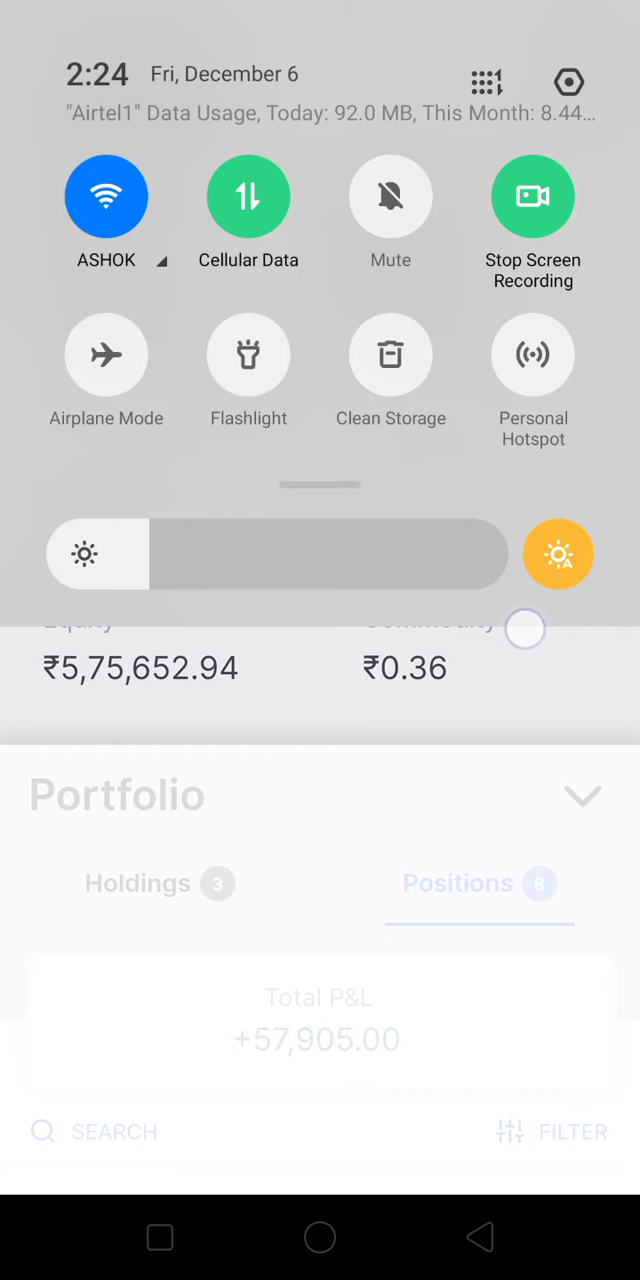 2:24 Fri, December 6
"Airtel1" Data Usage, Today: 92.0 MB, This Month: 8.44...
ASHOK Cellular Data Mute Stop Screen Recording
Airplane Mode Flashlight Clean Storage Personal Hotspot
A
Equity Commodity
₹5,75,652.94 ₹0.36
Portfolio
Holdings 3 Positions 8
Total P&L
+57,905.00
SEARCH FILTER